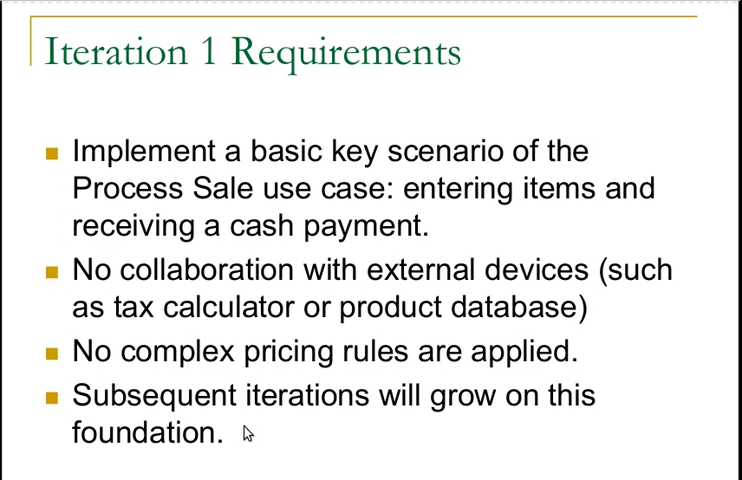 Iteration 1 Requirements
Implement a basic key scenario of the
Process Sale use case: entering items and
receiving a cash payment.
No collaboration with external devices (such
as tax calculator or product database)
No complex pricing rules are applied.
Subsequent iterations will grow on this
foundation.